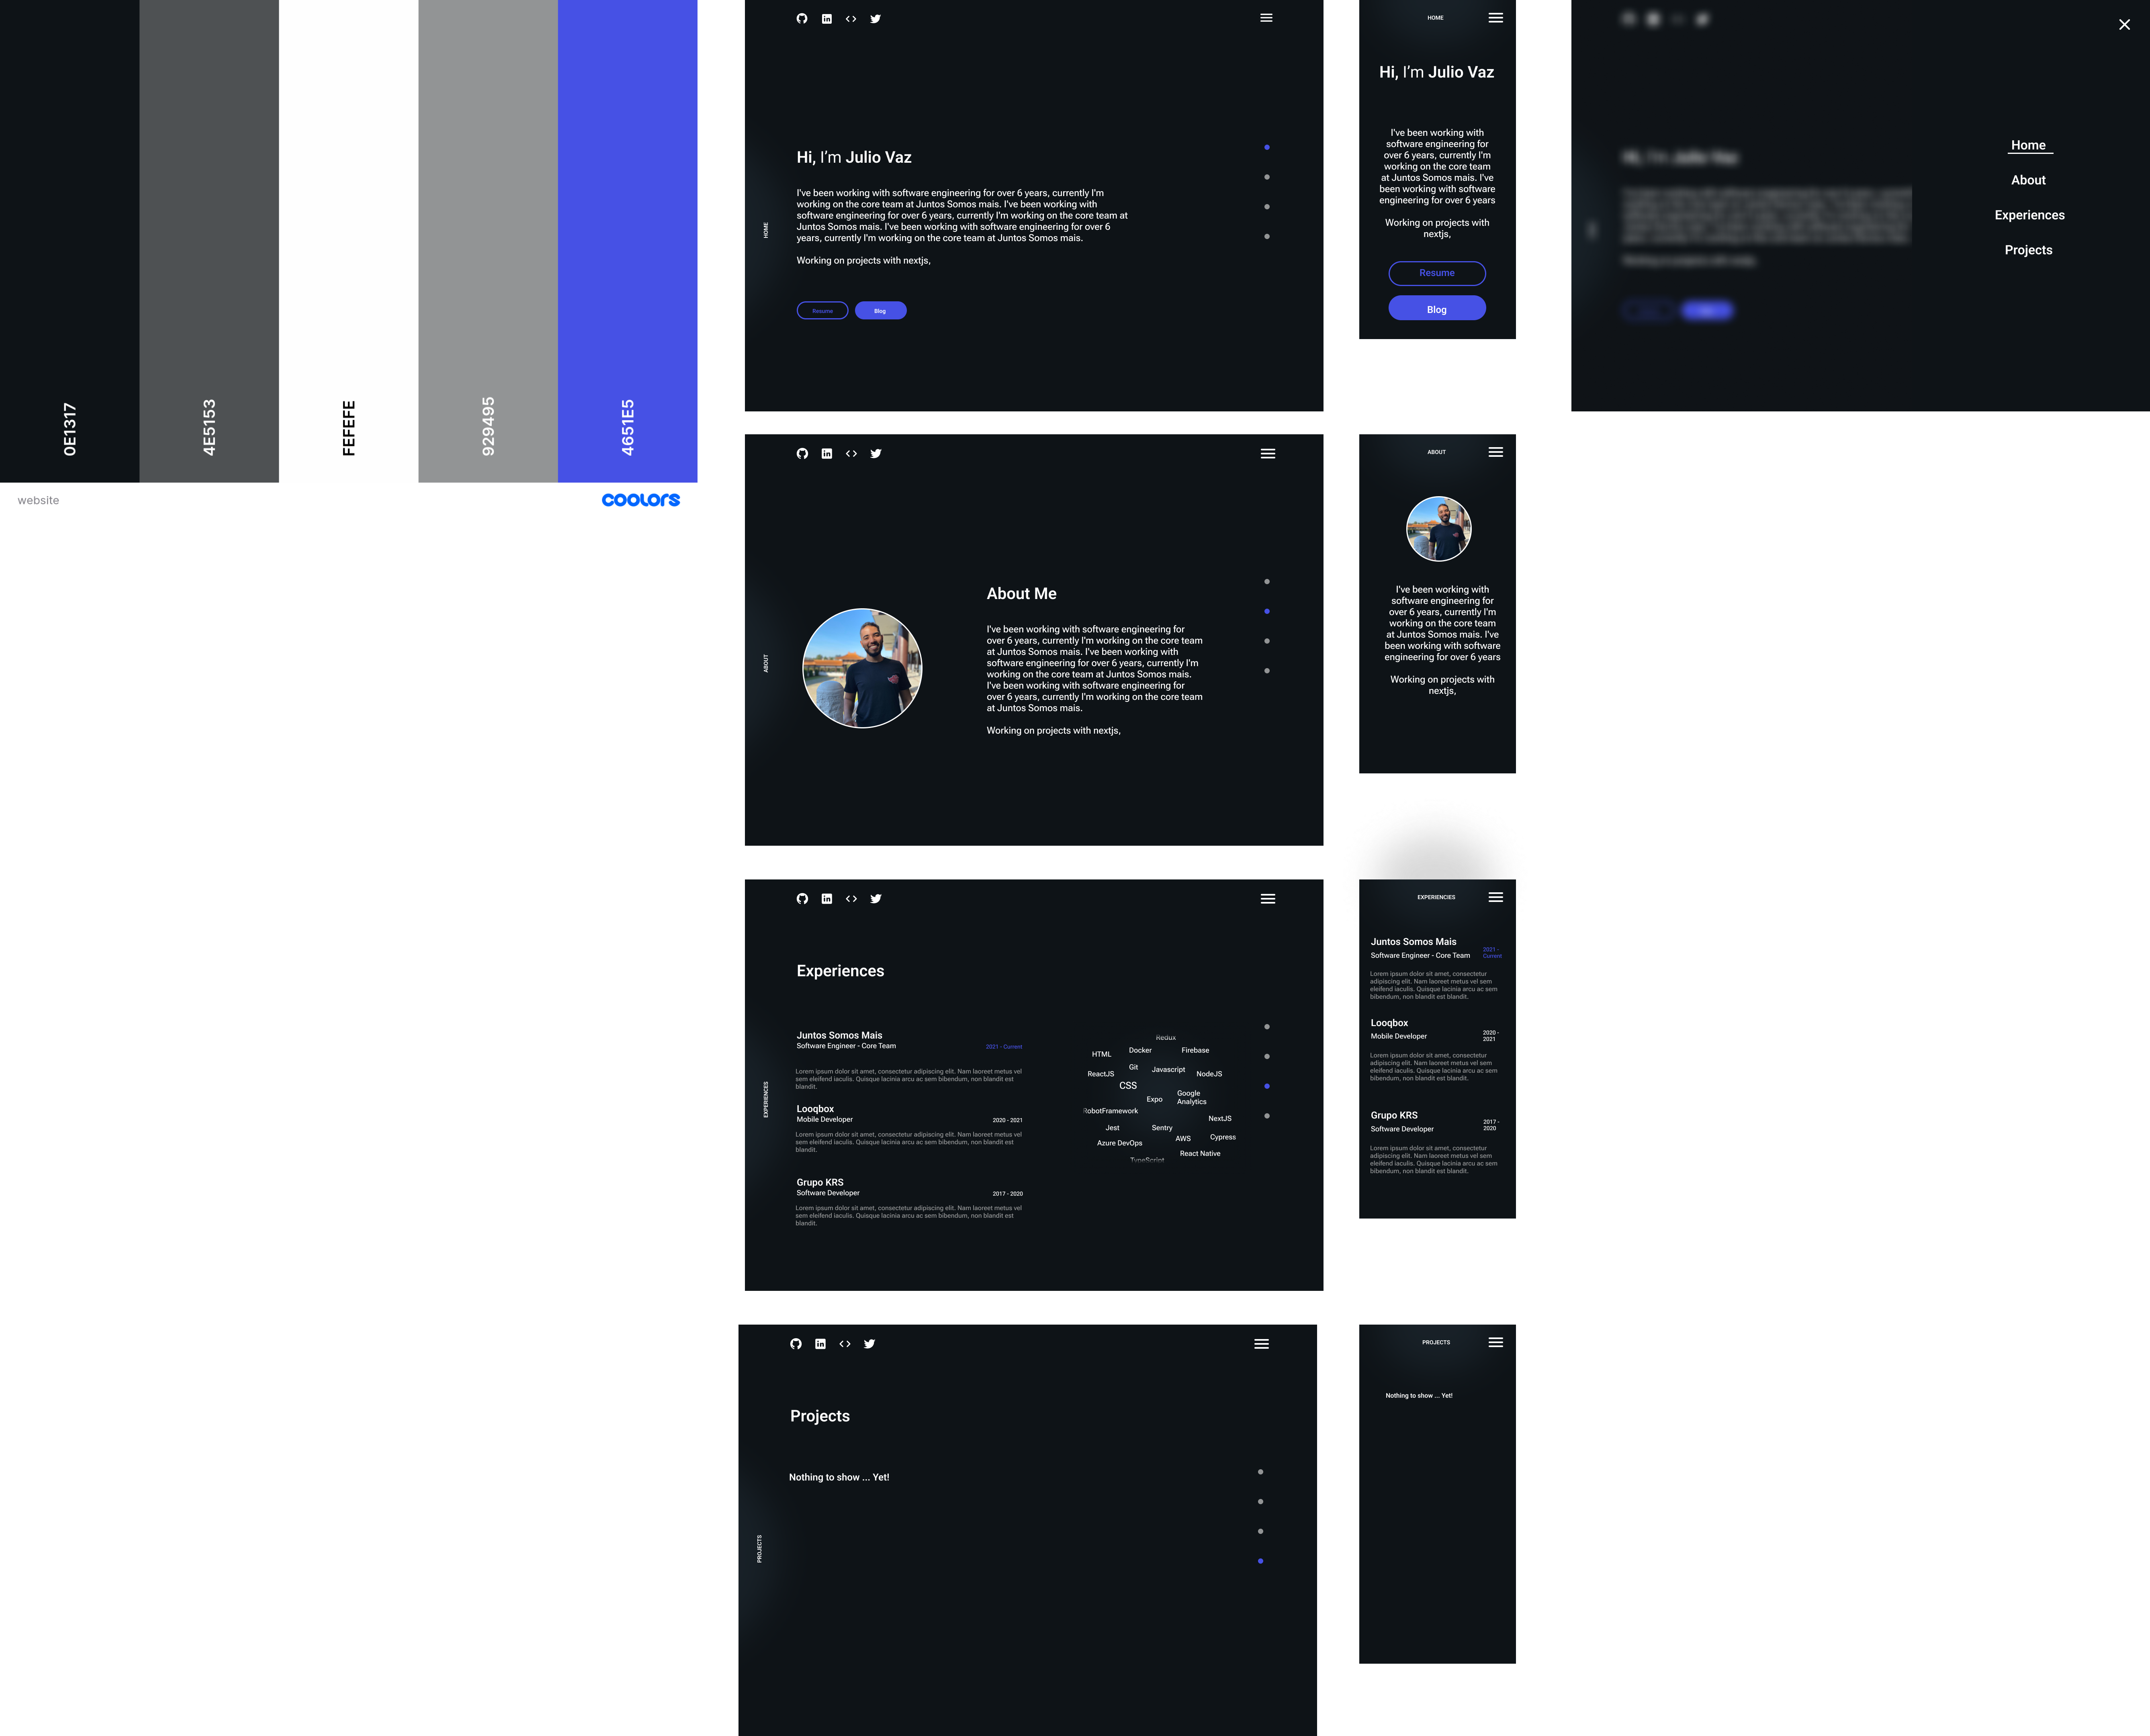 0E1317
4E5153
FEFEFE
929495
4651E5
website
coolors
in
HOME
Hi, I'm Julio Vaz
I've been working with software engineering for over 6 years, currently I'm
working on the core team at Juntos Somos mais. I've been working with
software engineering for over 6 years, currently I'm working on the core team at
Juntos Somos mais. I've been working with software engineering for over 6
years, currently I'm working on the core team at Juntos Somos mais.
Working on projects with nextjs,
Resume
Blog
HOME
Hi, I'm Julio Vaz
I've been working with
software engineering for
over 6 years, currently I'm
working on the core team
at Juntos Somos mais. I've
been working with software
engineering for over 6 years
Working on projects with
nextjs,
Resume
Blog
Hi, I'm Julio Vaz
Home
About
Experiences
Projects
in
ABOUT
About Me
I've been working with software engineering for
over 6 years, currently I'm working on the core team
at Juntos Somos mais. I've been working with
software engineering for over 6 years, currently I'm
working on the core team at Juntos Somos mais.
I've been working with software engineering for
over 6 years, currently I'm working on the core team
at Juntos Somos mais.
Working on projects with nextjs,
ABOUT
I've been working with
software engineering for
over 6 years, currently I'm
working on the core team
at Juntos Somos mais. I've
been working with software
engineering for over 6 years
Working on projects with
nextjs,
in
EXPERIENCES
Experiences
Juntos Somos Mais
Software Engineer - Core Team
2021 - Current
Lorem ipsum dolor sit amet, consectetur adipiscing elit. Nam laoreet metus vel
sem eleifend iaculis. Quisque lacinia arcu ac sem bibendum, non blandit est
blandit.
Looqbox
Mobile Developer
2020 - 2021
Lorem ipsum dolor sit amet, consectetur adipiscing elit. Nam laoreet metus vel
sem eleifend iaculis. Quisque lacinia arcu ac sem bibendum, non blandit est
blandit.
Grupo KRS
Software Developer
2017 - 2020
Lorem ipsum dolor sit amet, consectetur adipiscing elit. Nam laoreet metus vel
sem eleifend iaculis. Quisque lacinia arcu ac sem bibendum, non blandit est
blandit.
Redux
HTML
Docker
Firebase
Git
Javascript
ReactJS
NodeJS
CSS
Expo
Google
Analytics
RobotFramework
NextJS
Jest
Sentry
AWS
Cypress
Azure DevOps
React Native
TypeScript
EXPERIENCIES
Juntos Somos Mais
Software Engineer - Core Team
2021 -
Current
Lorem ipsum dolor sit amet, consectetur
adipiscing elit. Nam laoreet metus vel sem
eleifend iaculis. Quisque lacinia arcu ac sem
bibendum, non blandit est blandit.
Looqbox
Mobile Developer
2020 -
2021
Lorem ipsum dolor sit amet, consectetur
adipiscing elit. Nam laoreet metus vel sem
eleifend iaculis. Quisque lacinia arcu ac sem
bibendum, non blandit est blandit.
Grupo KRS
Software Developer
2017 -
2020
Lorem ipsum dolor sit amet, consectetur
adipiscing elit. Nam laoreet metus vel sem
eleifend iaculis. Quisque lacinia arcu ac sem
bibendum, non blandit est blandit.
in
PROJECTS
Projects
Nothing to show ... Yet!
PROJECTS
Nothing to show ... Yet!